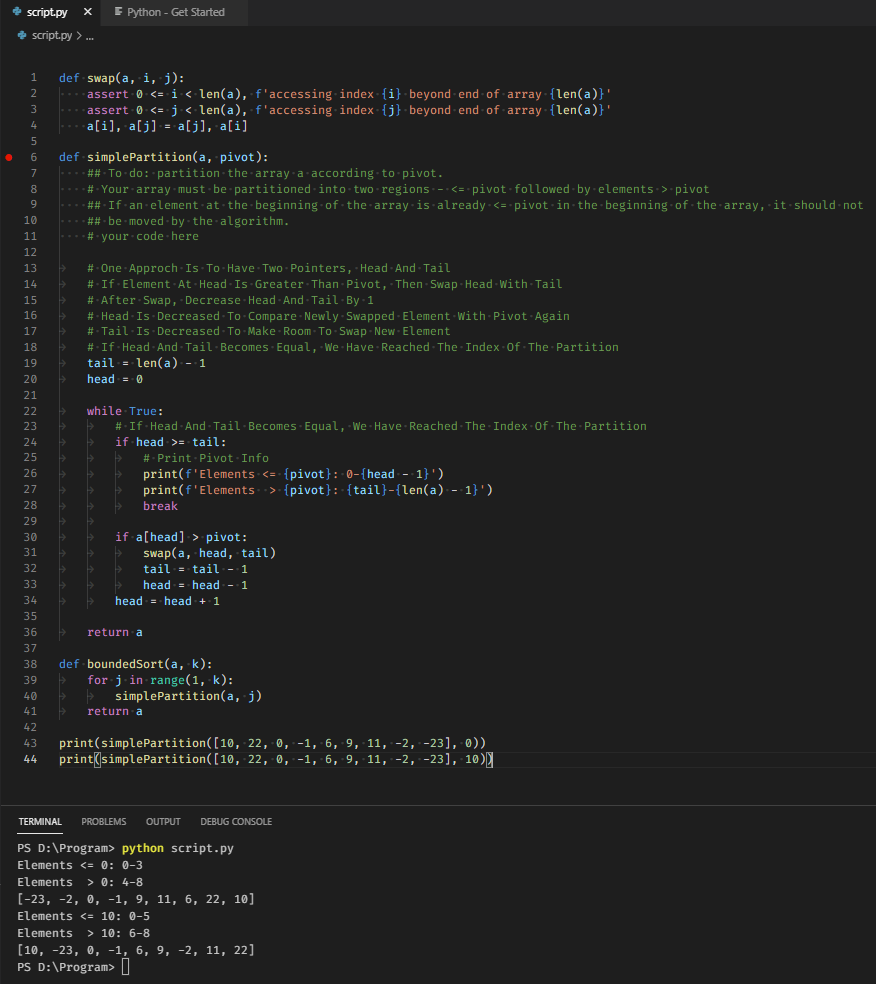 script.py × Python - Get Started
script.py > ...
1 def swap(a, i, j):
2     assert 0 <= i < len(a), f'accessing index {i} beyond end of array {len(a)}'
3     assert 0 <= j < len(a), f'accessing index {j} beyond end of array {len(a)}'
4     a[i], a[j] = a[j], a[i]
5
6 def simplePartition(a, pivot):
7     ## To do: partition the array a according to pivot.
8     # Your array must be partitioned into two regions - <= pivot followed by elements > pivot
9     ## If an element at the beginning of the array is already <= pivot in the beginning of the array, it should not
10     ## be moved by the algorithm.
11     # your code here
12
13     # One Approch Is To Have Two Pointers, Head And Tail
14     # If Element At Head Is Greater Than Pivot, Then Swap Head With Tail
15     # After Swap, Decrease Head And Tail By 1
16     # Head Is Decreased To Compare Newly Swapped Element With Pivot Again
17     # Tail Is Decreased To Make Room To Swap New Element
18     # If Head And Tail Becomes Equal, We Have Reached The Index Of The Partition
19     tail = len(a) - 1
20     head = 0
21
22     while True:
23         # If Head And Tail Becomes Equal, We Have Reached The Index Of The Partition
24         if head >= tail:
25             # Print Pivot Info
26             print(f'Elements <= {pivot}: 0-{head - 1}')
27             print(f'Elements  > {pivot}: {tail}-{len(a) - 1}')
28             break
29
30         if a[head] > pivot:
31             swap(a, head, tail)
32             tail = tail - 1
33             head = head - 1
34         head = head + 1
35
36     return a
37
38 def boundedSort(a, k):
39     for j in range(1, k):
40         simplePartition(a, j)
41     return a
42
43 print(simplePartition([10, 22, 0, -1, 6, 9, 11, -2, -23], 0))
44 print(simplePartition([10, 22, 0, -1, 6, 9, 11, -2, -23], 10))
TERMINAL PROBLEMS OUTPUT DEBUG CONSOLE
PS D:\Program> python script.py
Elements <= 0: 0-3
Elements  > 0: 4-8
[-23, -2, 0, -1, 9, 11, 6, 22, 10]
Elements <= 10: 0-5
Elements  > 10: 6-8
[10, -23, 0, -1, 6, 9, -2, 11, 22]
PS D:\Program>